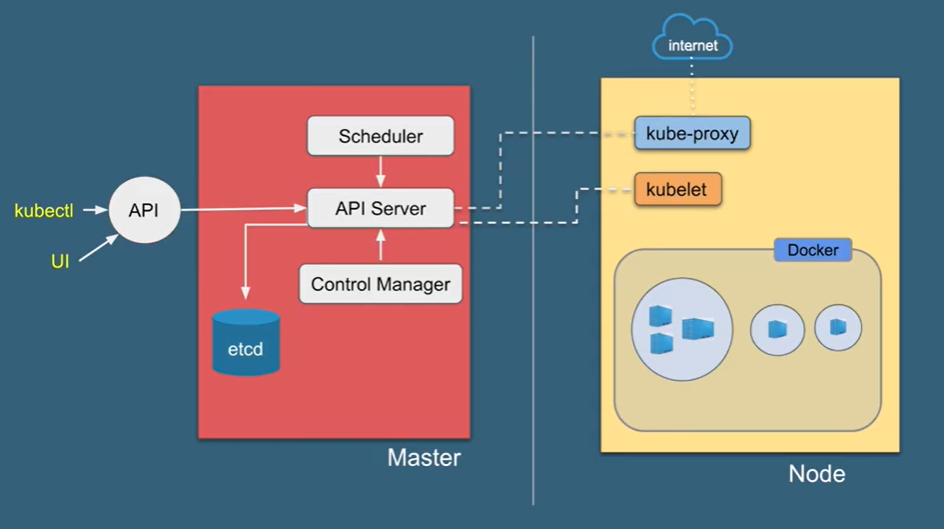 internet
kube-proxy
Scheduler
kubelet
kubectl
API
API Server
UI
Docker
Control Manager
etcd
Master
Node